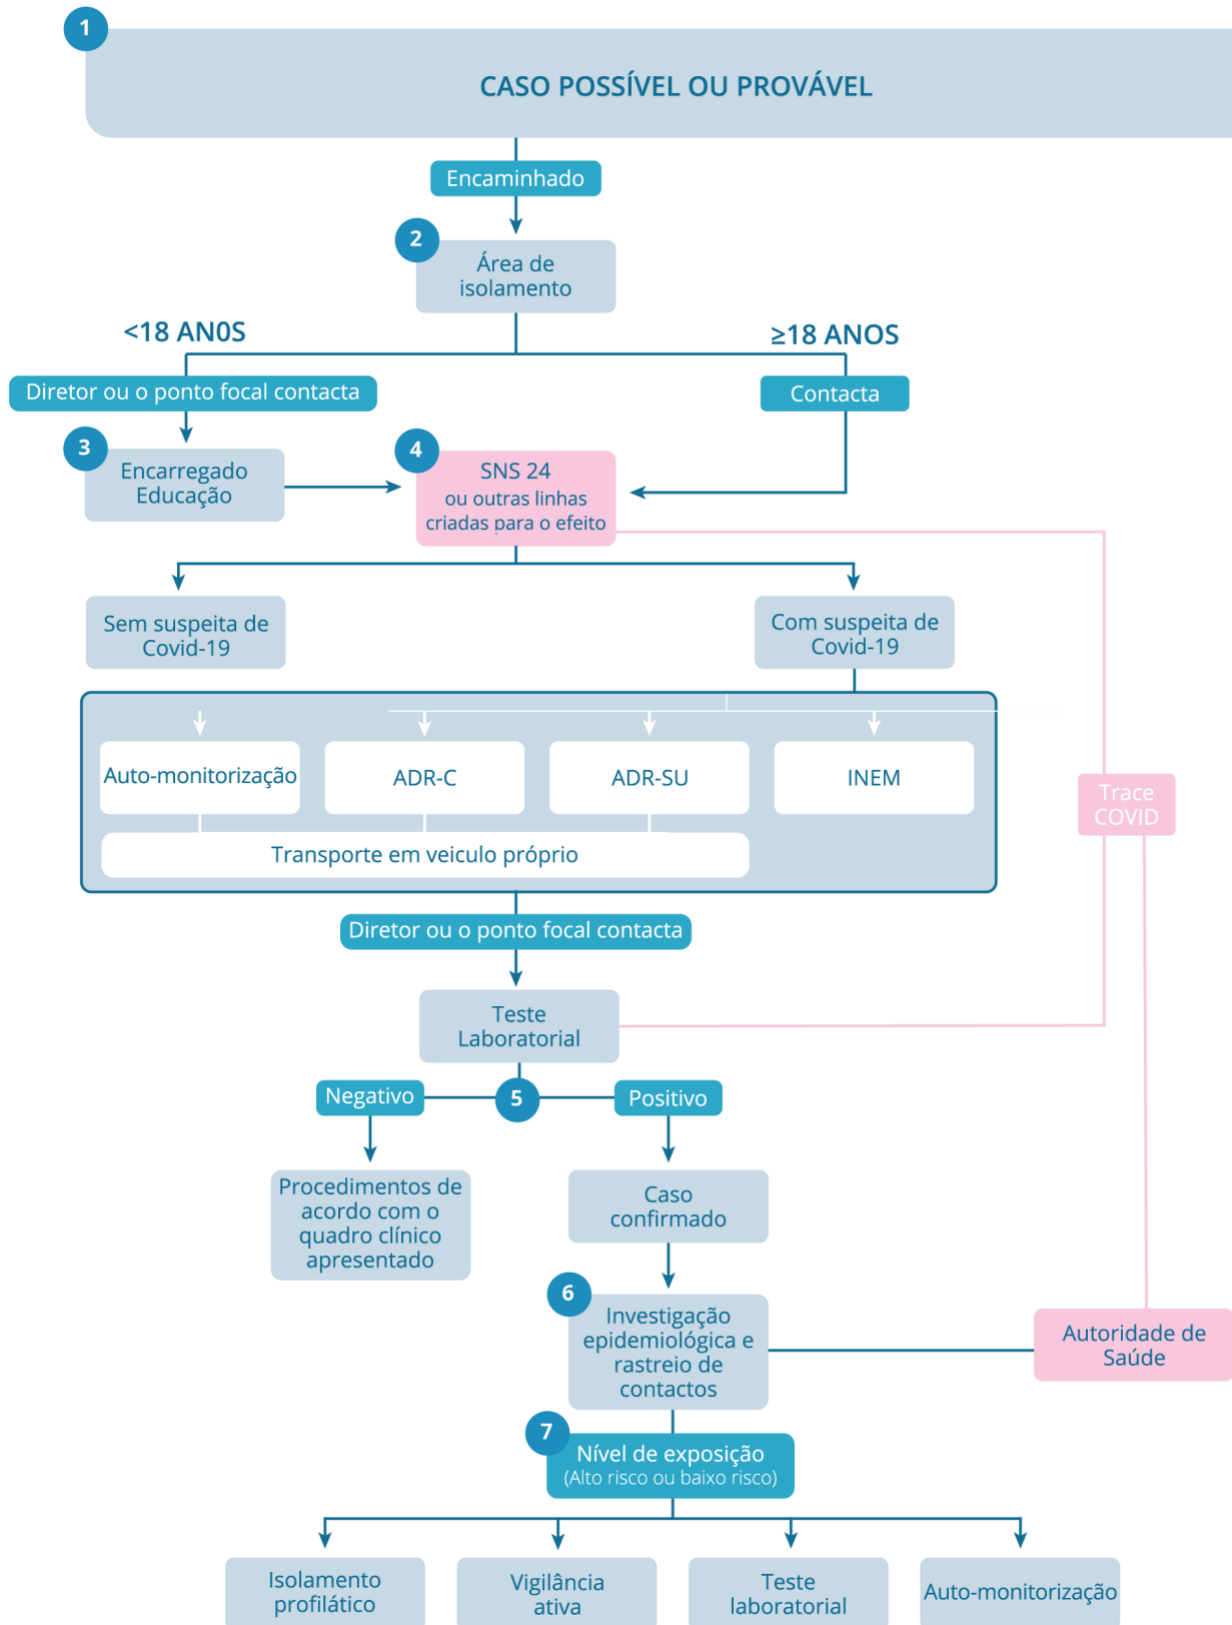 1
CASO POSSÍVEL OU PROVÁVEL
Encaminhado
2
Área de
isolamento
<18 AN0S
≥18 ANOS
Diretor ou o ponto focal contacta
Contacta
3
Encarregado
Educação
4
SNS 24
ou outras linhas
criadas para o efeito
Sem suspeita de
Covid-19
Com suspeita de
Covid-19
Auto-monitorização
ADR-C
ADR-SU
INEM
Trace
COVID
Transporte em veiculo próprio
Diretor ou o ponto focal contacta
Teste
Laboratorial
Negativo
5
Positivo
Procedimentos de
acordo com o
quadro clínico
apresentado
Caso
confirmado
6
Investigação
epidemiológica e
rastreio de
contactos
Autoridade de
Saúde
7
Nível de exposição
(Alto risco ou baixo risco)
Isolamento
profilático
Vigilância
ativa
Teste
laboratorial
Auto-monitorização